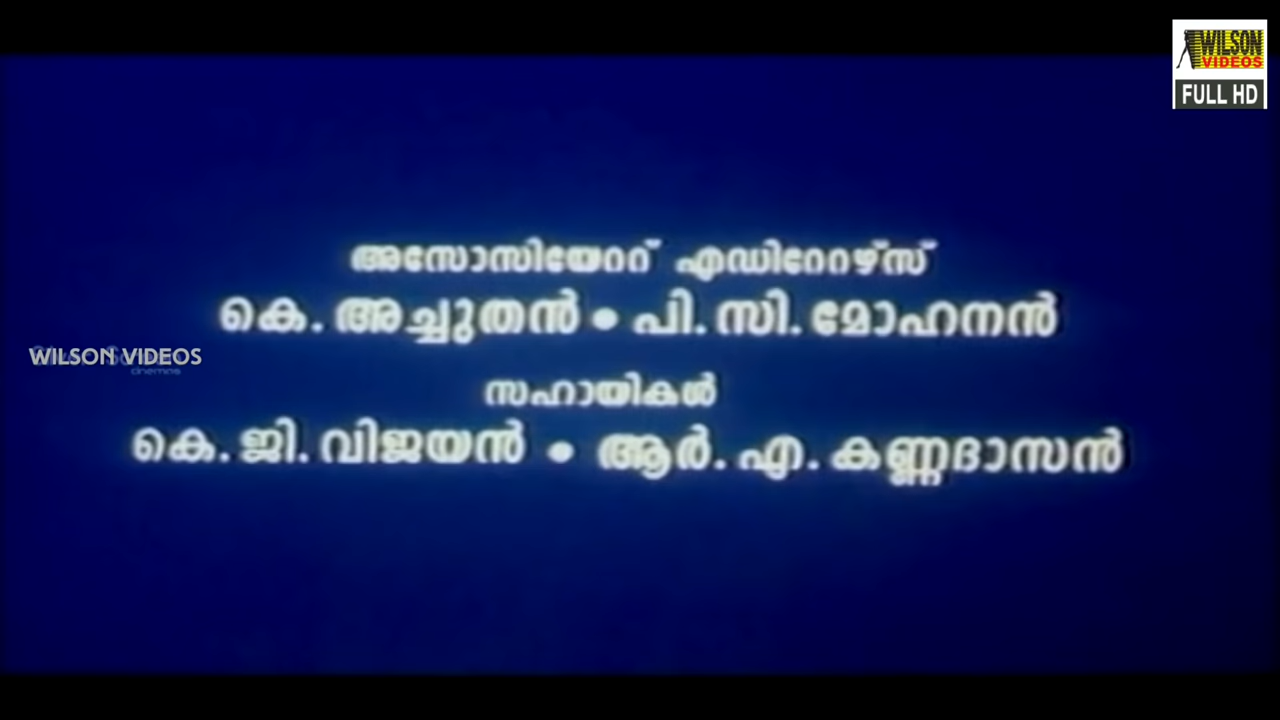 WILSON
VIDEOS
FULL HD
അസോസിയേററ് എഡിറേറഴ്സ്
കെ. അച്ചുതൻ • പി. സി. മോഹനൻ
WILSON VIDEOS
cinemas
സഹായികൾ
കെ. ജി. വിജയൻ • ആർ. എ. കണ്ണദാസൻ